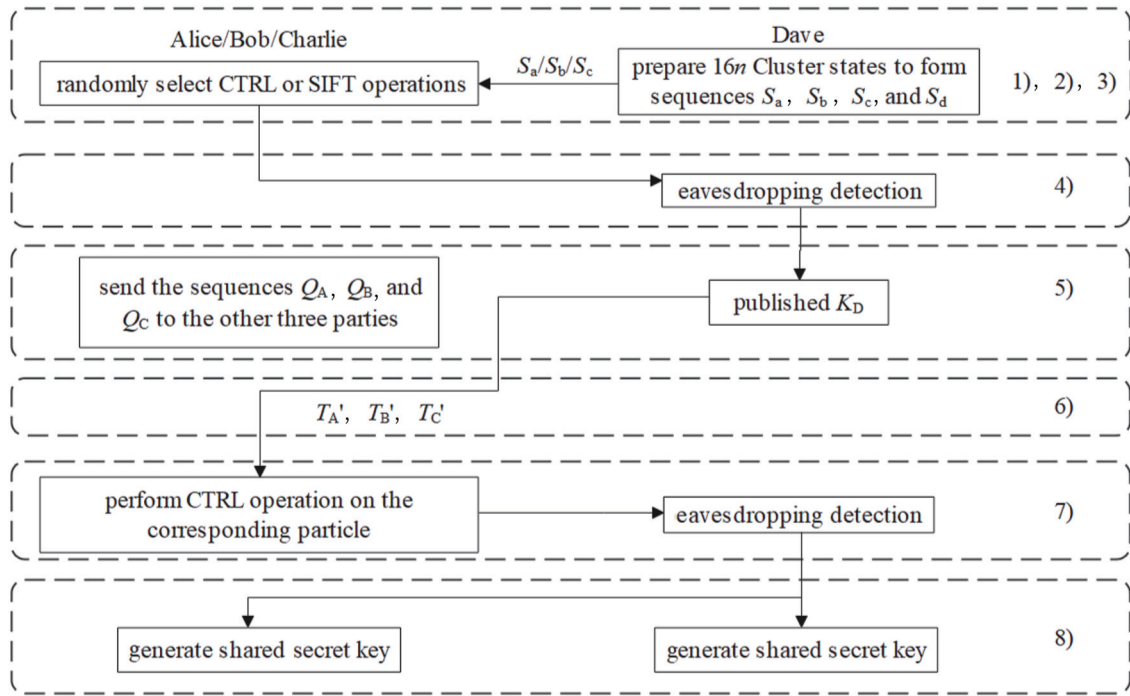 Alice/Bob/Charlie
Dave
randomly select CTRL or SIFT operations
Sa/Sb/Sc
prepare 16n Cluster states to form
sequences Sa, Sb, Sc, and Sd
1), 2), 3)
eavesdropping detection
4)
send the sequences QA, QB, and
QC to the other three parties
published KD
5)
TA', TB', TC'
6)
perform CTRL operation on the
corresponding particle
eavesdropping detection
7)
generate shared secret key
generate shared secret key
8)